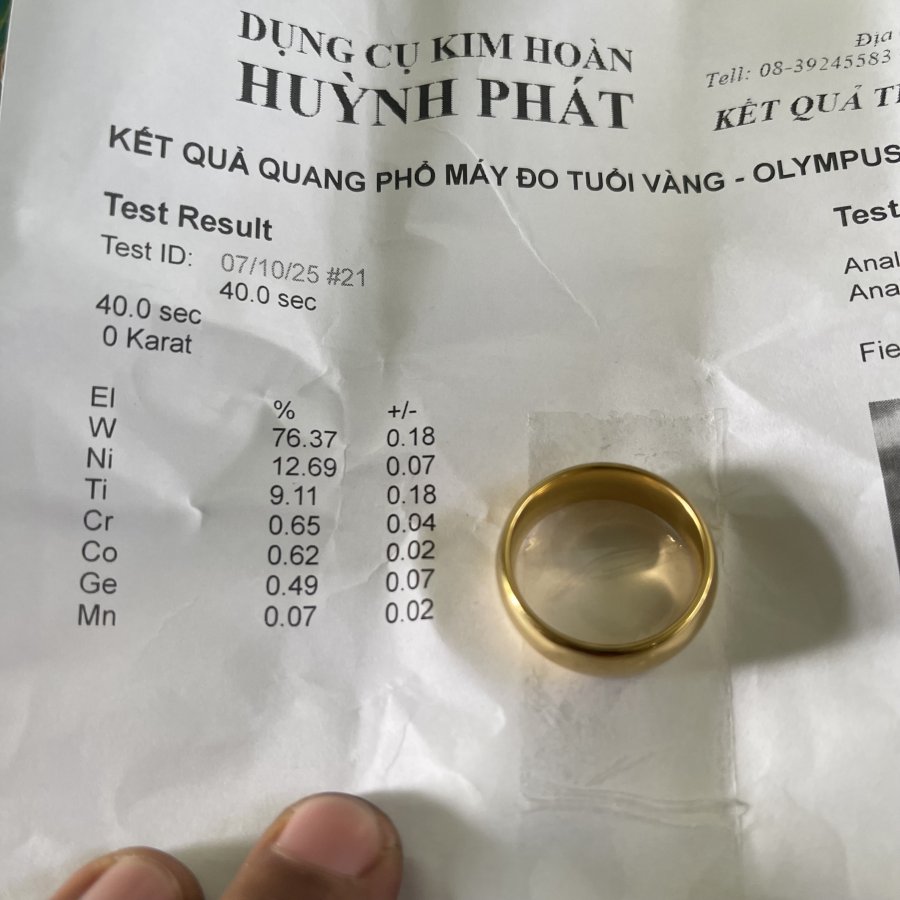 DỤNG CỤ KIM HOÀN
HUỲNH PHÁT
Địa
Tell: 08-39245583
KẾT QUẢ
KẾT QUẢ QUANG PHỔ MÁY ĐO TUỔI VÀNG - OLYMPUS
Test Result
Test ID: 07/10/25 #21
40.0 sec
40.0 sec
0 Karat
El % +/-
W 76.37 0.18
Ni 12.69 0.07
Ti 9.11 0.18
Cr 0.65 0.04
Co 0.62 0.02
Ge 0.49 0.07
Mn 0.07 0.02
Test